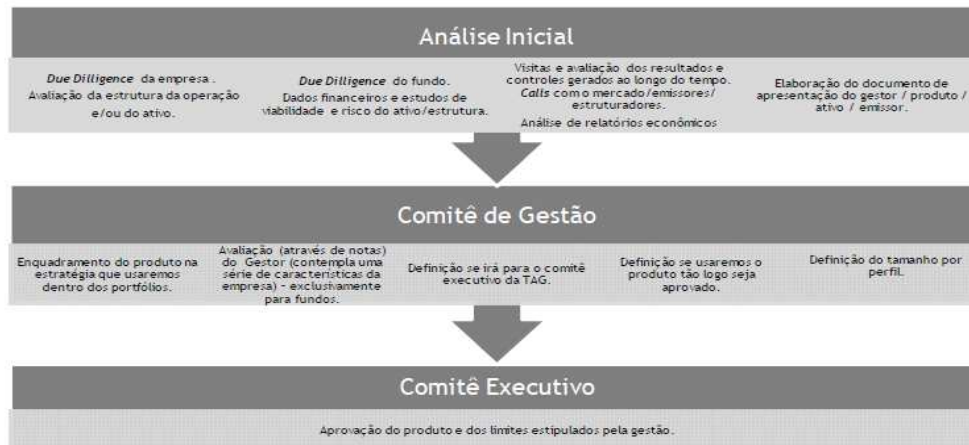 Análise Inicial
Due Dilligence da empresa .
Avaliação da estrutura da operação
e/ou do ativo.
Due Dilligence do fundo.
Dados financeiros e estudos de
viabilidade e risco do ativo/estrutura.
Visitas e avaliação dos resultados e
controles gerados ao longo do tempo.
Calls com o mercado/emissores/
estruturadores.
Análise de relatórios econômicos
Elaboração do documento de
apresentação do gestor / produto /
ativo / emissor.
Comitê de Gestão
Enquadramento do produto na
estratégia que usaremos
dentro dos portfólios.
Avaliação (através de notas)
do Gestor (contempla uma
série de características da
empresa) - exclusivamente
para fundos.
Definição se irá para o comitê
executivo da TAG.
Definição se usaremos o
produto tão logo seja
aprovado.
Definição do tamanho por
perfil.
Comitê Executivo
Aprovação do produto e dos limites estipulados pela gestão.